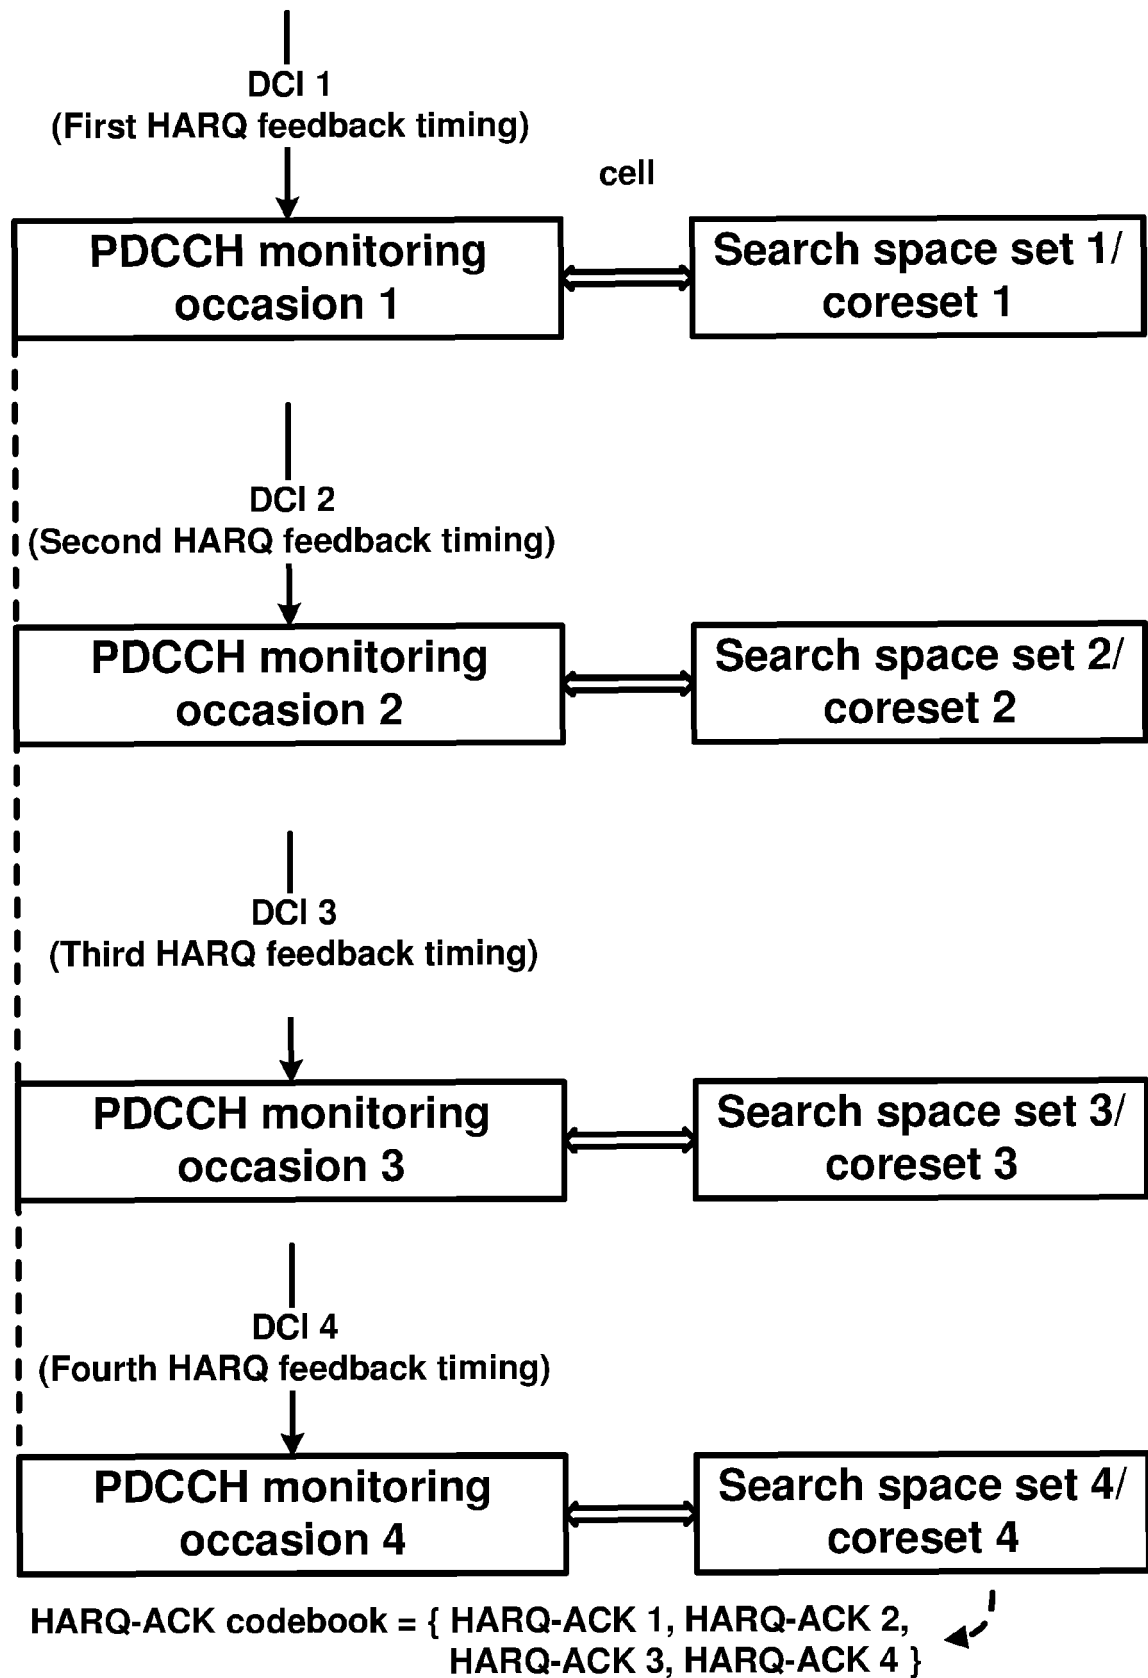 DCI 1
(First HARQ feedback timing)
cell
PDCCH monitoring
occasion 1
Search space set 1/
coreset 1
DCI 2
(Second HARQ feedback timing)
PDCCH monitoring
occasion 2
Search space set 2/
coreset 2
DCI 3
(Third HARQ feedback timing)
PDCCH monitoring
occasion 3
Search space set 3/
coreset 3
DCI 4
(Fourth HARQ feedback timing)
PDCCH monitoring
occasion 4
Search space set 4/
coreset 4
HARQ-ACK codebook = { HARQ-ACK 1, HARQ-ACK 2,
HARQ-ACK 3, HARQ-ACK 4 }